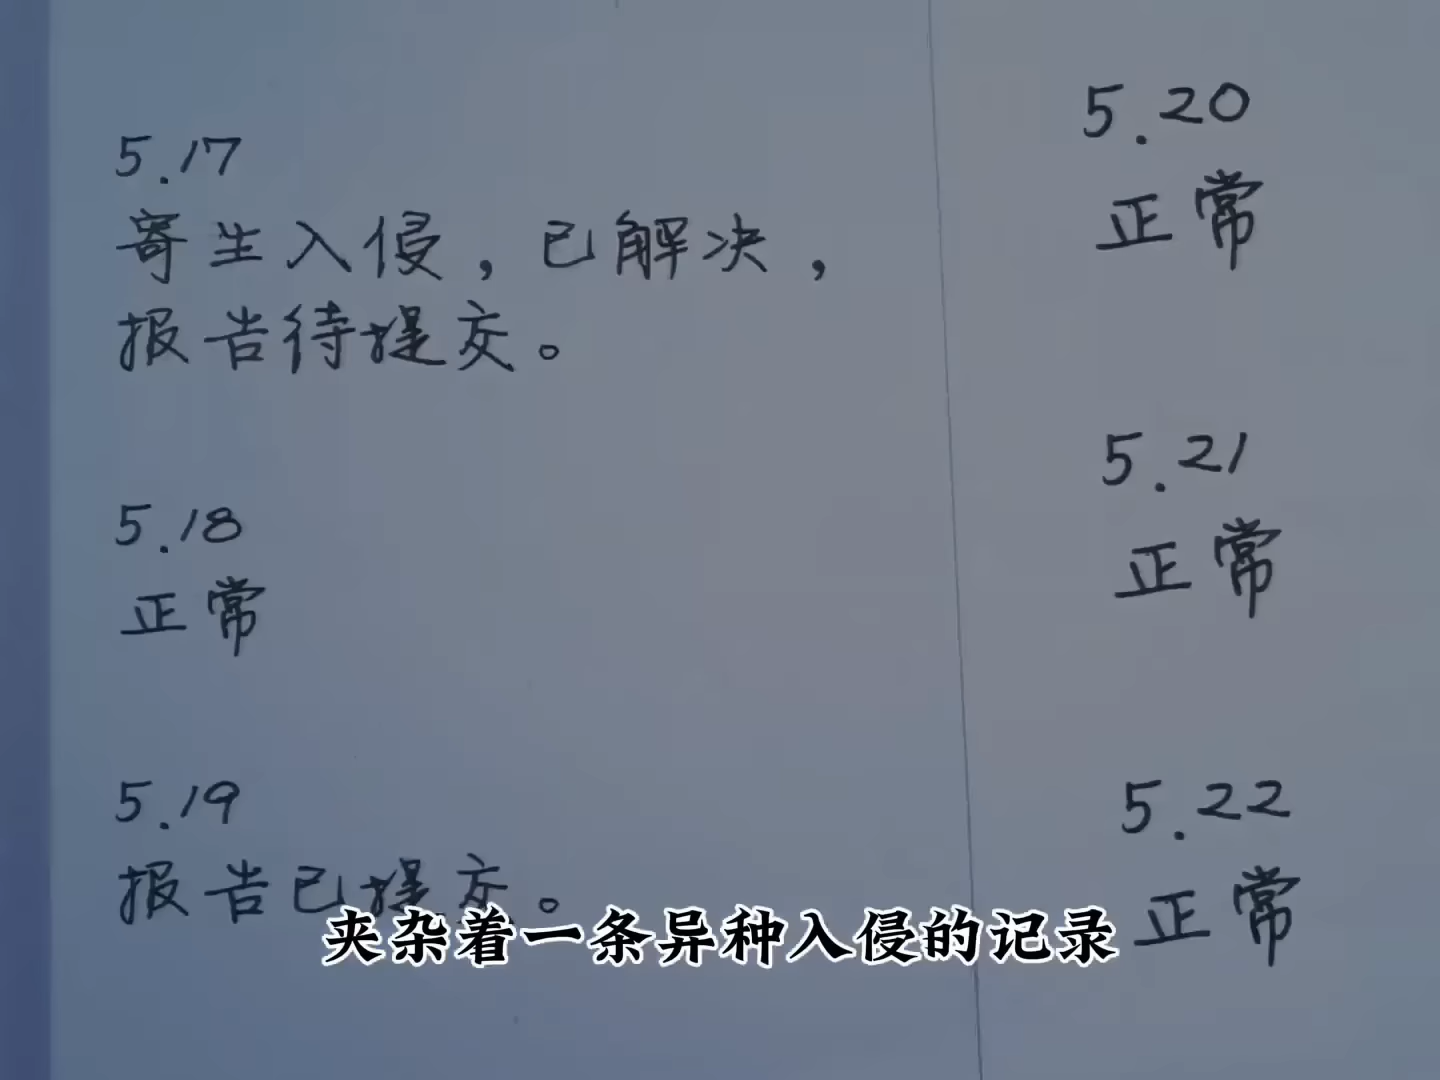 5.17
寄生入侵，已解决，
报告待提交。
5.18
正常
5.19
报告已提交。
5.20
正常
5.21
正常
5.22
正常
夹杂着一条异种入侵的记录